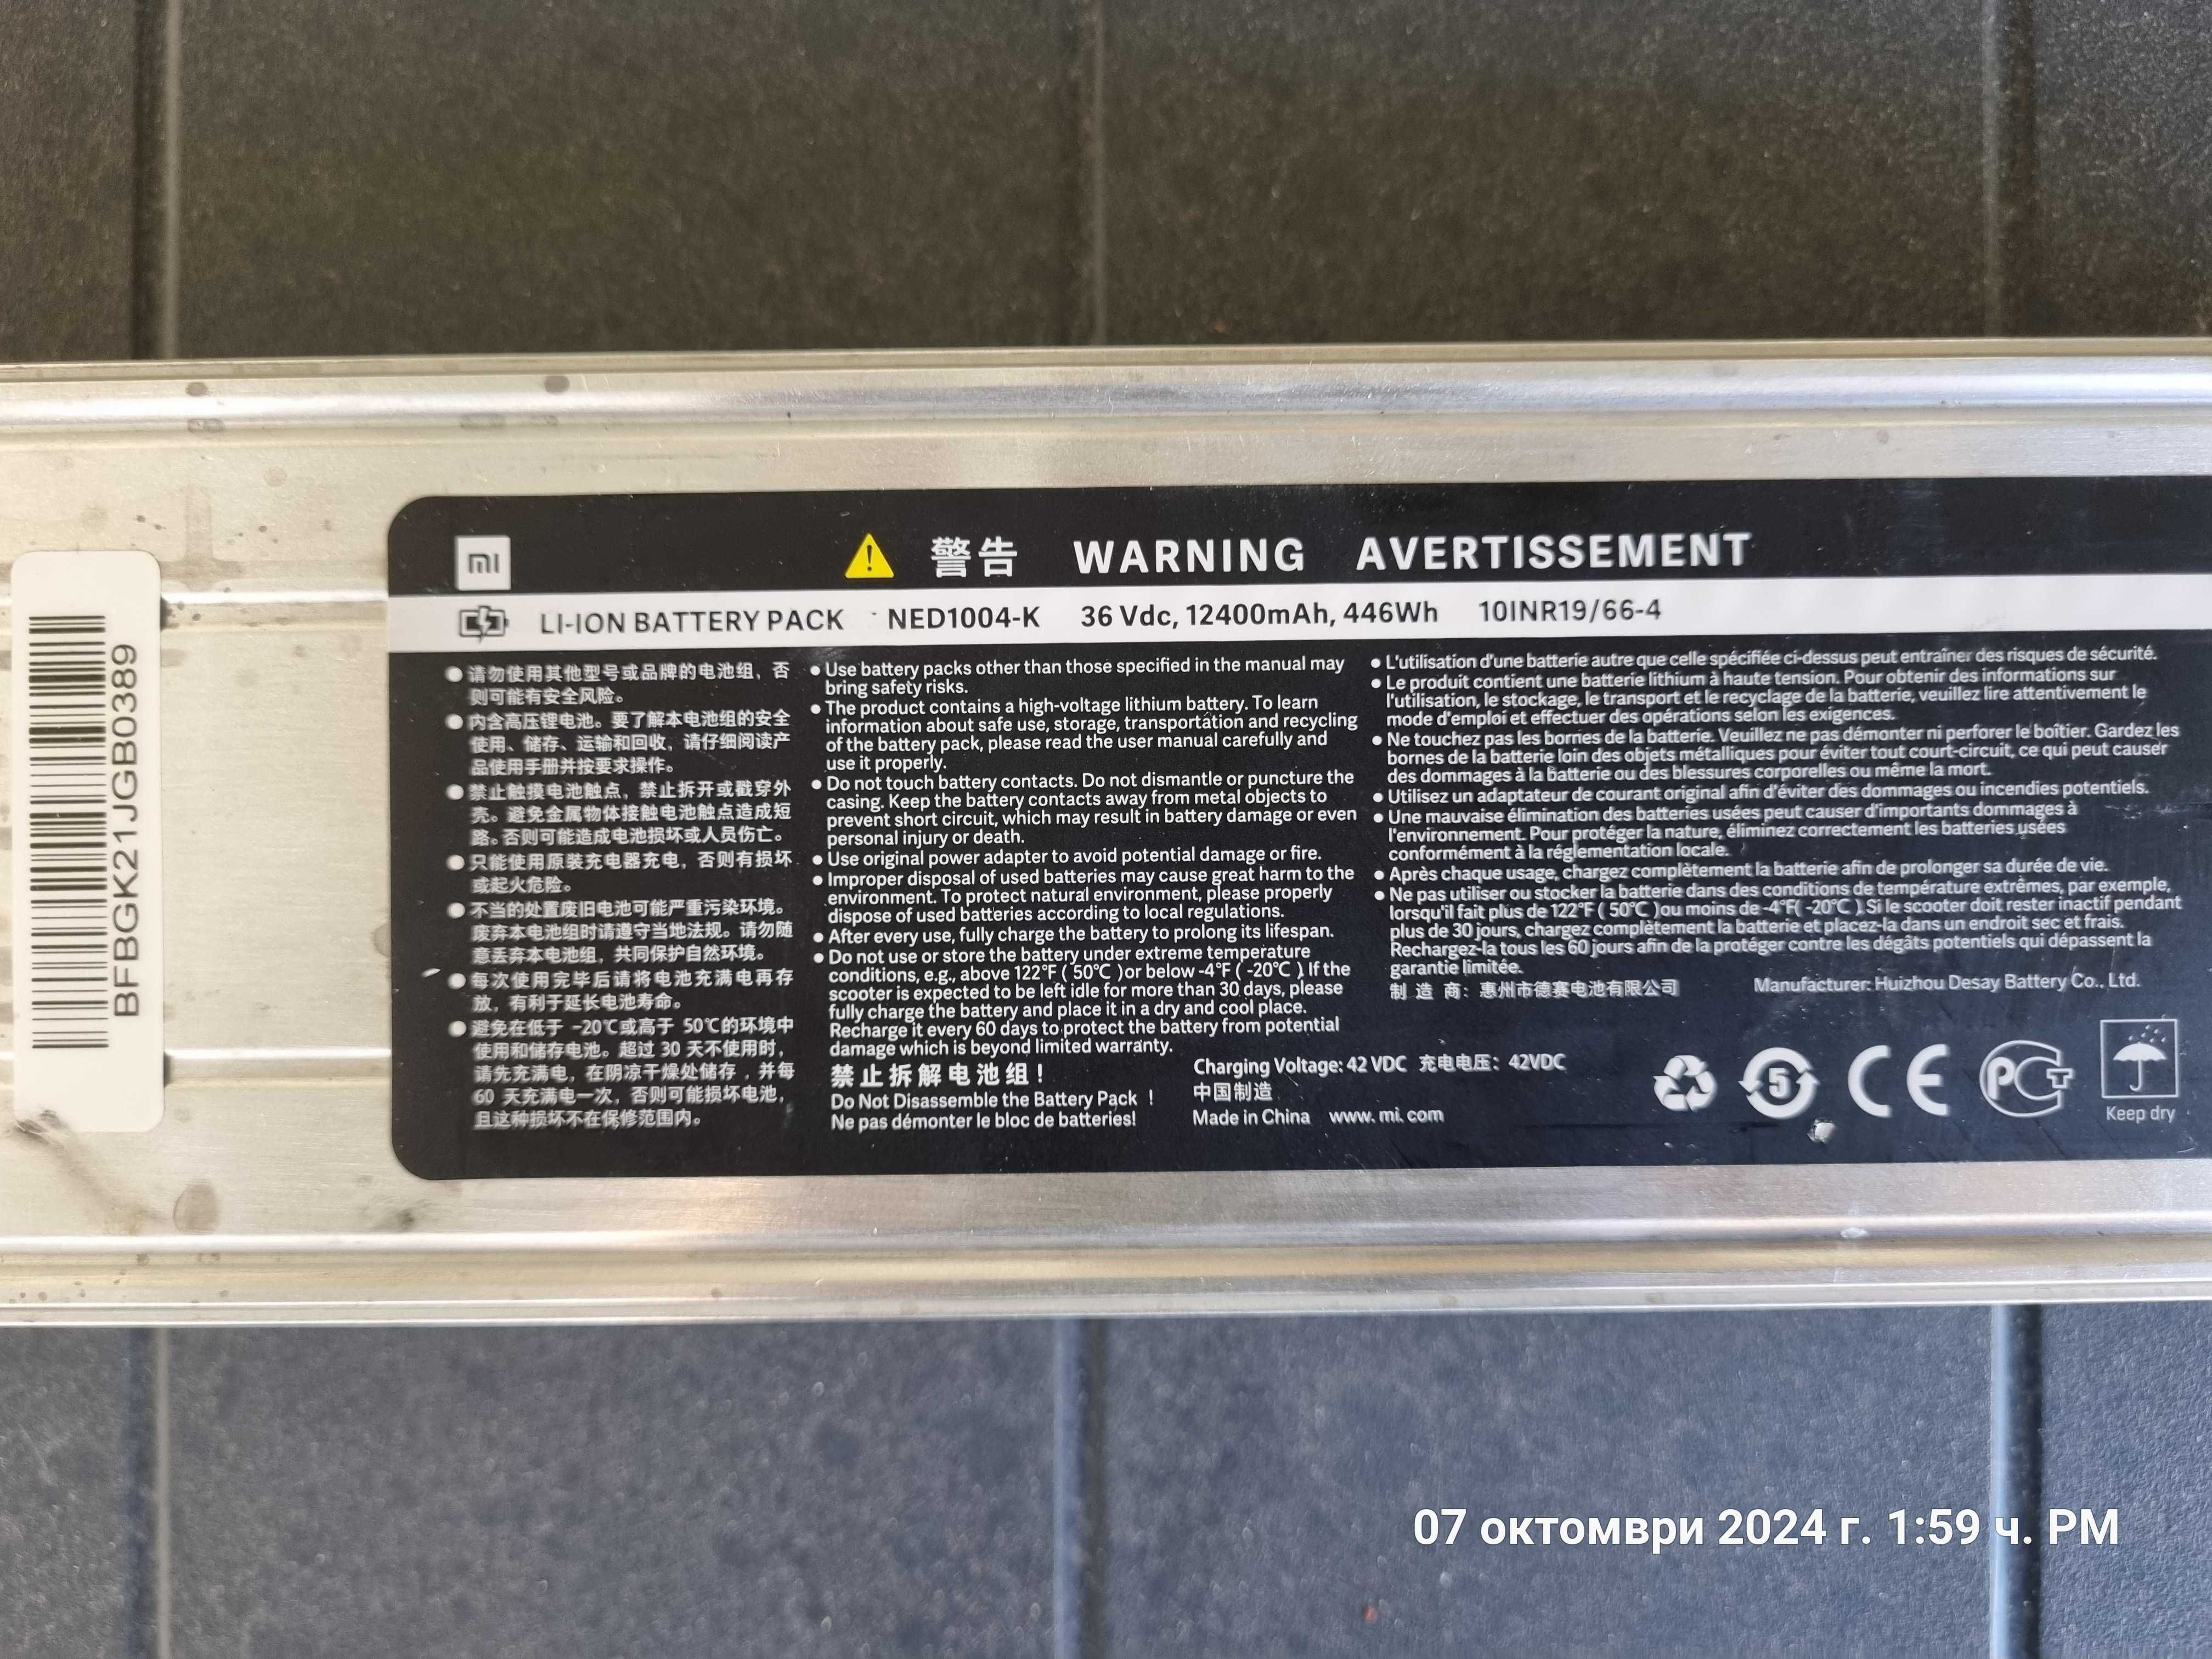 BFBGK21JGB0389
mi
警告 WARNING AVERTISSEMENT
LI-ION BATTERY PACK NED1004-K 36 Vdc, 12400mAh, 446Wh 10INR19/66-4
● 请勿使用其他型号或品牌的电池组，否
则可能有安全风险。
● 内含高压锂电池。要了解本电池组的安全
使用、储存、运输和回收，请仔细阅读产
品使用手册并按要求操作。
● 禁止触摸电池触点，禁止拆开或戳穿外
壳。避免金属物体接触电池触点造成短
路。否则可能造成电池损坏或人员伤亡。
● 只能使用原装充电器充电，否则有损坏
或起火危险。
● 不当的处置废旧电池可能严重污染环境。
废弃本电池组时请遵守当地法规。请勿随
意丢弃本电池组，共同保护自然环境。
● 每次使用完毕后请将电池充满电再存
放，有利于延长电池寿命。
● 避免在低于 -20℃或高于 50℃的环境中
使用和储存电池。超过 30 天不使用时，
请先充满电，在阴凉干燥处储存，并每
60 天充满电一次，否则可能损坏电池，
且这种损坏不在保修范围内。
● Use battery packs other than those specified in the manual may
bring safety risks.
● The product contains a high-voltage lithium battery. To learn
information about safe use, storage, transportation and recycling
of the battery pack, please read the user manual carefully and
use it properly.
● Do not touch battery contacts. Do not dismantle or puncture the
casing. Keep the battery contacts away from metal objects to
prevent short circuit, which may result in battery damage or even
personal injury or death.
● Use original power adapter to avoid potential damage or fire.
● Improper disposal of used batteries may cause great harm to the
environment. To protect natural environment, please properly
dispose of used batteries according to local regulations.
● After every use, fully charge the battery to prolong its lifespan.
● Do not use or store the battery under extreme temperature
conditions, e.g., above 122℉ ( 50℃ )or below -4℉ ( -20℃ ).If the
scooter is expected to be left idle for more than 30 days, please
fully charge the battery and place it in a dry and cool place.
Recharge it every 60 days to protect the battery from potential
damage which is beyond limited warranty.
禁止拆解电池组！
Do Not Disassemble the Battery Pack !
Ne pas démonter le bloc de batteries!
● L'utilisation d'une batterie autre que celle spécifiée ci-dessus peut entraîner des risques de sécurité.
● Le produit contient une batterie lithium à haute tension. Pour obtenir des informations sur
l'utilisation, le stockage, le transport et le recyclage de la batterie, veuillez lire attentivement le
mode d'emploi et effectuer des opérations selon les exigences.
● Ne touchez pas les bornes de la batterie. Veuillez ne pas démonter ni perforer le boîtier. Gardez les
bornes de la batterie loin des objets métalliques pour éviter tout court-circuit, ce qui peut causer
des dommages à la batterie ou des blessures corporelles ou même la mort.
● Utilisez un adaptateur de courant original afin d'éviter des dommages ou incendies potentiels.
● Une mauvaise élimination des batteries usées peut causer d'importants dommages à
l'environnement. Pour protéger la nature, éliminez correctement les batteries usées
conformément à la réglementation locale.
● Après chaque usage, chargez complètement la batterie afin de prolonger sa durée de vie.
● Ne pas utiliser ou stocker la batterie dans des conditions de température extrêmes, par exemple,
lorsqu'il fait plus de 122℉ ( 50℃ )ou moins de -4℉( -20℃ ).Si le scooter doit rester inactif pendant
plus de 30 jours, chargez complètement la batterie et placez-la dans un endroit sec et frais.
Rechargez-la tous les 60 jours afin de la protéger contre les dégâts potentiels qui dépassent la
garantie limitée.
制 造 商：惠州市德赛电池有限公司 Manufacturer: Huizhou Desay Battery Co., Ltd.
Charging Voltage: 42 VDC 充电电压：42VDC
中国制造
Made in China www. mi. com
5
CE
PCT
Keep dry
07 октомври 2024 г. 1:59 ч. PM